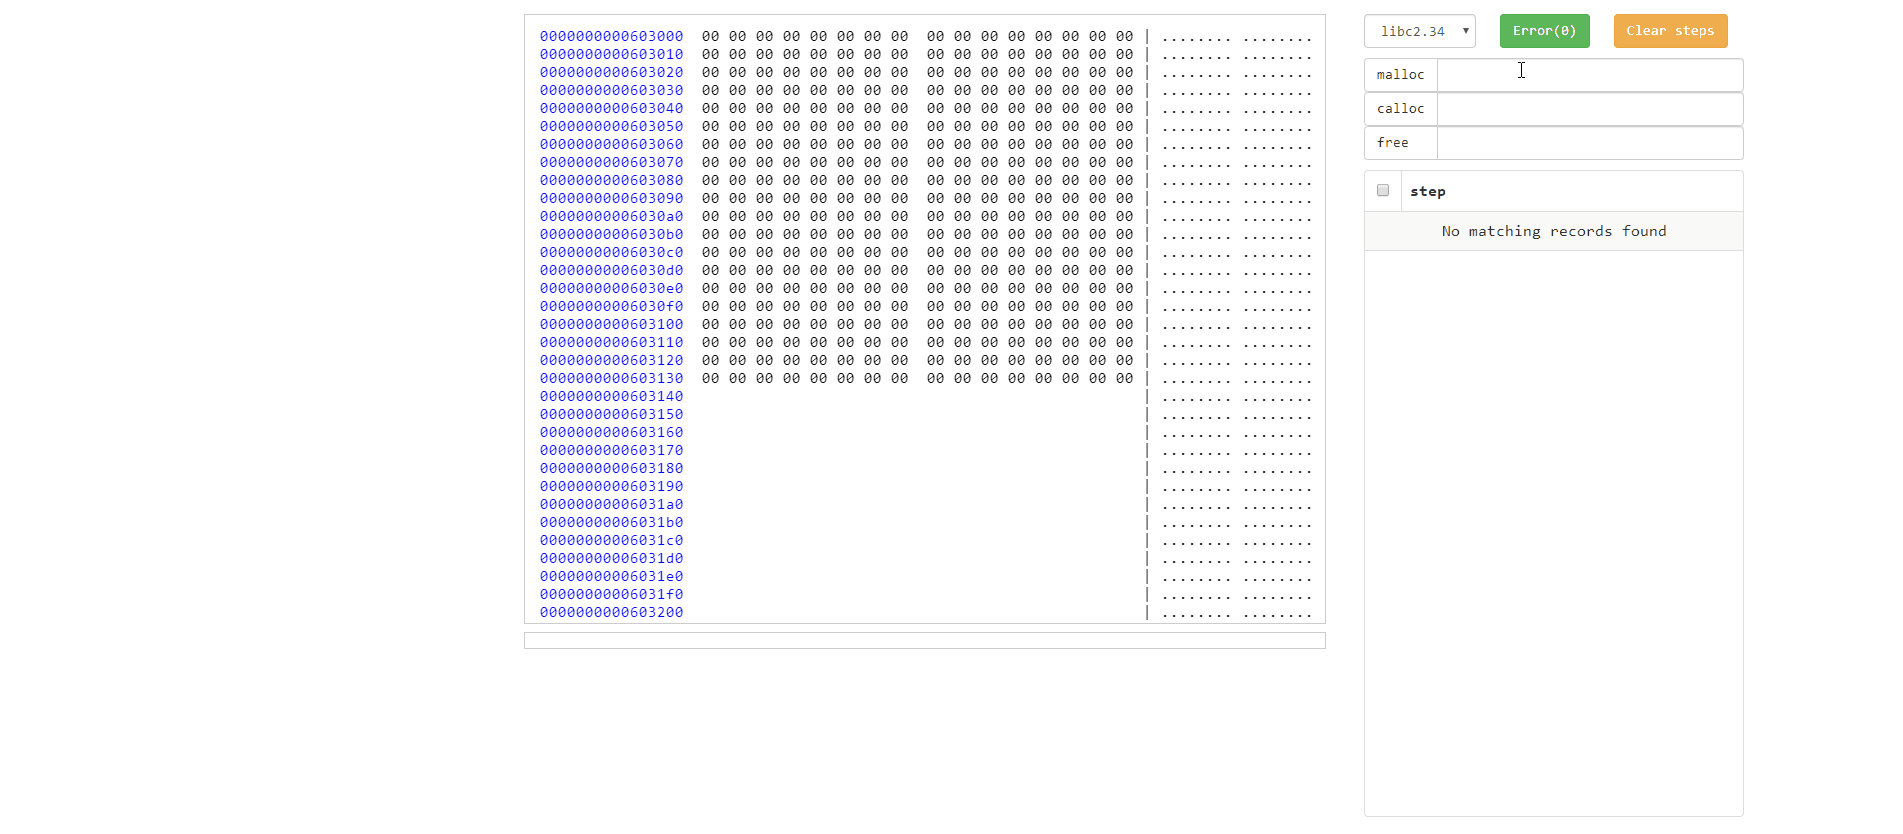 0000000000603000 00 00 00 00 00 00 00 00 00 00 00 00 00 00 00 00 | ........ ........
0000000000603010 00 00 00 00 00 00 00 00 00 00 00 00 00 00 00 00 | ........ ........
0000000000603020 00 00 00 00 00 00 00 00 00 00 00 00 00 00 00 00 | ........ ........
0000000000603030 00 00 00 00 00 00 00 00 00 00 00 00 00 00 00 00 | ........ ........
0000000000603040 00 00 00 00 00 00 00 00 00 00 00 00 00 00 00 00 | ........ ........
0000000000603050 00 00 00 00 00 00 00 00 00 00 00 00 00 00 00 00 | ........ ........
0000000000603060 00 00 00 00 00 00 00 00 00 00 00 00 00 00 00 00 | ........ ........
0000000000603070 00 00 00 00 00 00 00 00 00 00 00 00 00 00 00 00 | ........ ........
0000000000603080 00 00 00 00 00 00 00 00 00 00 00 00 00 00 00 00 | ........ ........
0000000000603090 00 00 00 00 00 00 00 00 00 00 00 00 00 00 00 00 | ........ ........
00000000006030a0 00 00 00 00 00 00 00 00 00 00 00 00 00 00 00 00 | ........ ........
00000000006030b0 00 00 00 00 00 00 00 00 00 00 00 00 00 00 00 00 | ........ ........
00000000006030c0 00 00 00 00 00 00 00 00 00 00 00 00 00 00 00 00 | ........ ........
00000000006030d0 00 00 00 00 00 00 00 00 00 00 00 00 00 00 00 00 | ........ ........
00000000006030e0 00 00 00 00 00 00 00 00 00 00 00 00 00 00 00 00 | ........ ........
00000000006030f0 00 00 00 00 00 00 00 00 00 00 00 00 00 00 00 00 | ........ ........
0000000000603100 00 00 00 00 00 00 00 00 00 00 00 00 00 00 00 00 | ........ ........
0000000000603110 00 00 00 00 00 00 00 00 00 00 00 00 00 00 00 00 | ........ ........
0000000000603120 00 00 00 00 00 00 00 00 00 00 00 00 00 00 00 00 | ........ ........
0000000000603130 00 00 00 00 00 00 00 00 00 00 00 00 00 00 00 00 | ........ ........
0000000000603140 | ........ ........
0000000000603150 | ........ ........
0000000000603160 | ........ ........
0000000000603170 | ........ ........
0000000000603180 | ........ ........
0000000000603190 | ........ ........
00000000006031a0 | ........ ........
00000000006031b0 | ........ ........
00000000006031c0 | ........ ........
00000000006031d0 | ........ ........
00000000006031e0 | ........ ........
00000000006031f0 | ........ ........
0000000000603200 | ........ ........
libc2.34 Error(0) Clear steps
malloc
calloc
free
step
No matching records found